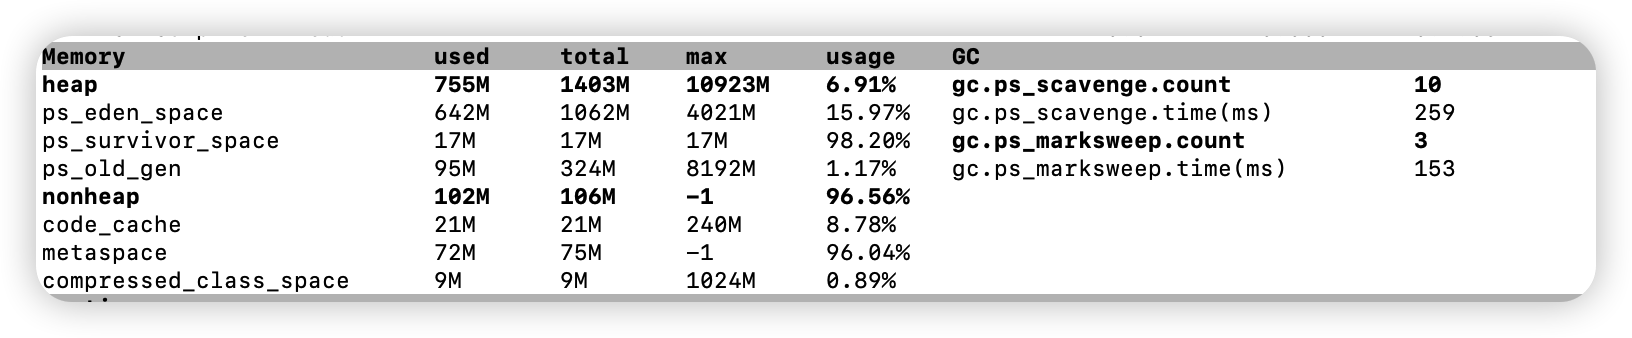 Memory used total max usage GC
heap 755M 1403M 10923M 6.91% gc.ps_scavenge.count 10
ps_eden_space 642M 1062M 4021M 15.97% gc.ps_scavenge.time(ms) 259
ps_survivor_space 17M 17M 17M 98.20% gc.ps_marksweep.count 3
ps_old_gen 95M 324M 8192M 1.17% gc.ps_marksweep.time(ms) 153
nonheap 102M 106M -1 96.56%
code_cache 21M 21M 240M 8.78%
metaspace 72M 75M -1 96.04%
compressed_class_space 9M 9M 1024M 0.89%